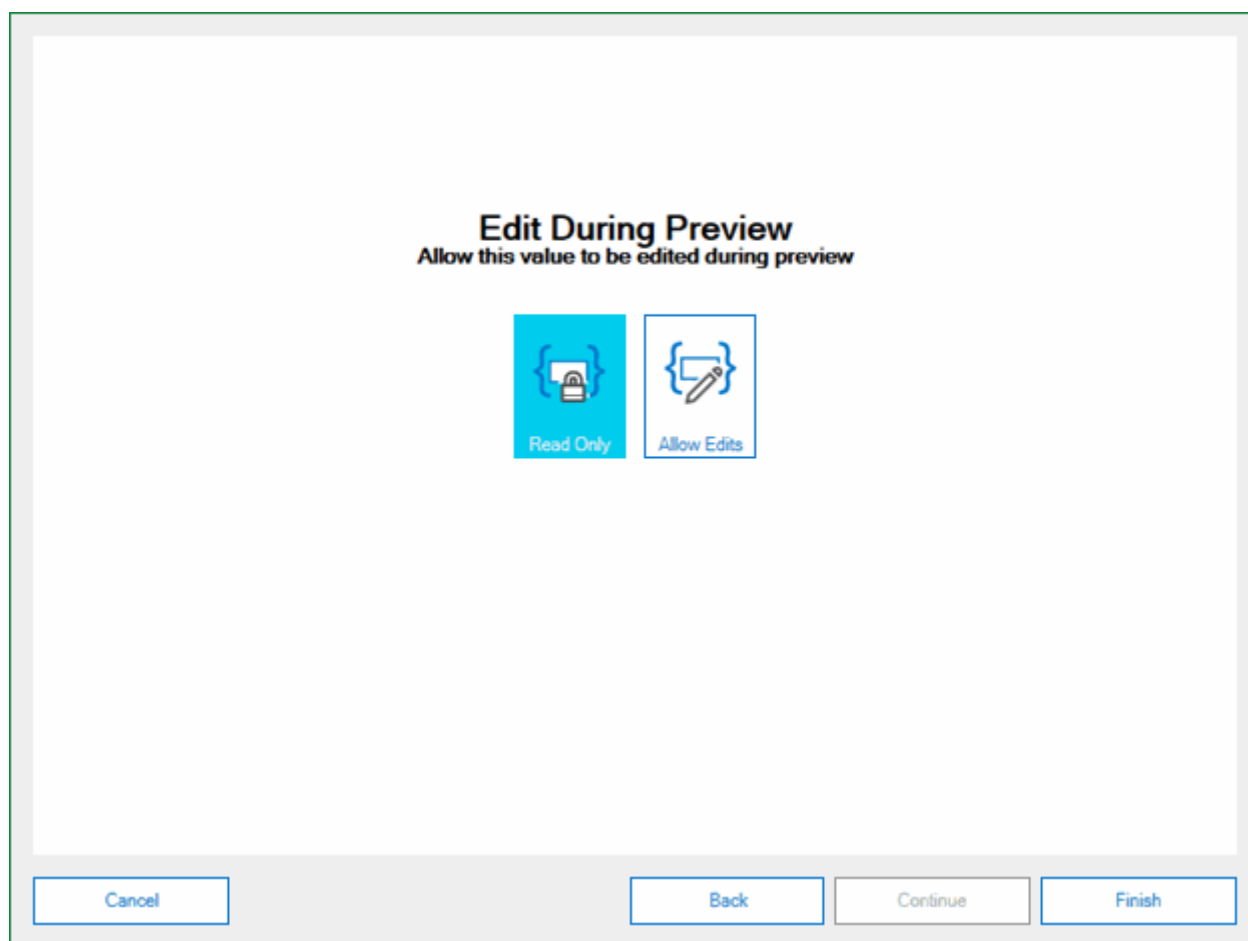 Edit During Preview
Allow this value to be edited during preview
Read Only
Allow Edits
Cancel
Back
Continue
Finish